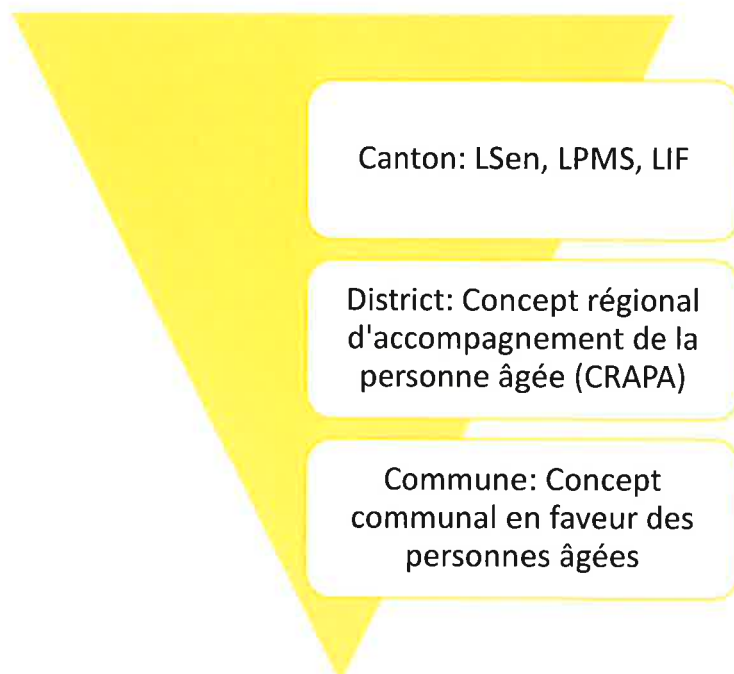 Canton: LSen, LPMS, LIF
District: Concept régional
d'accompagnement de la
personne âgée (CRAPA)
Commune: Concept
communal en faveur des
personnes âgées